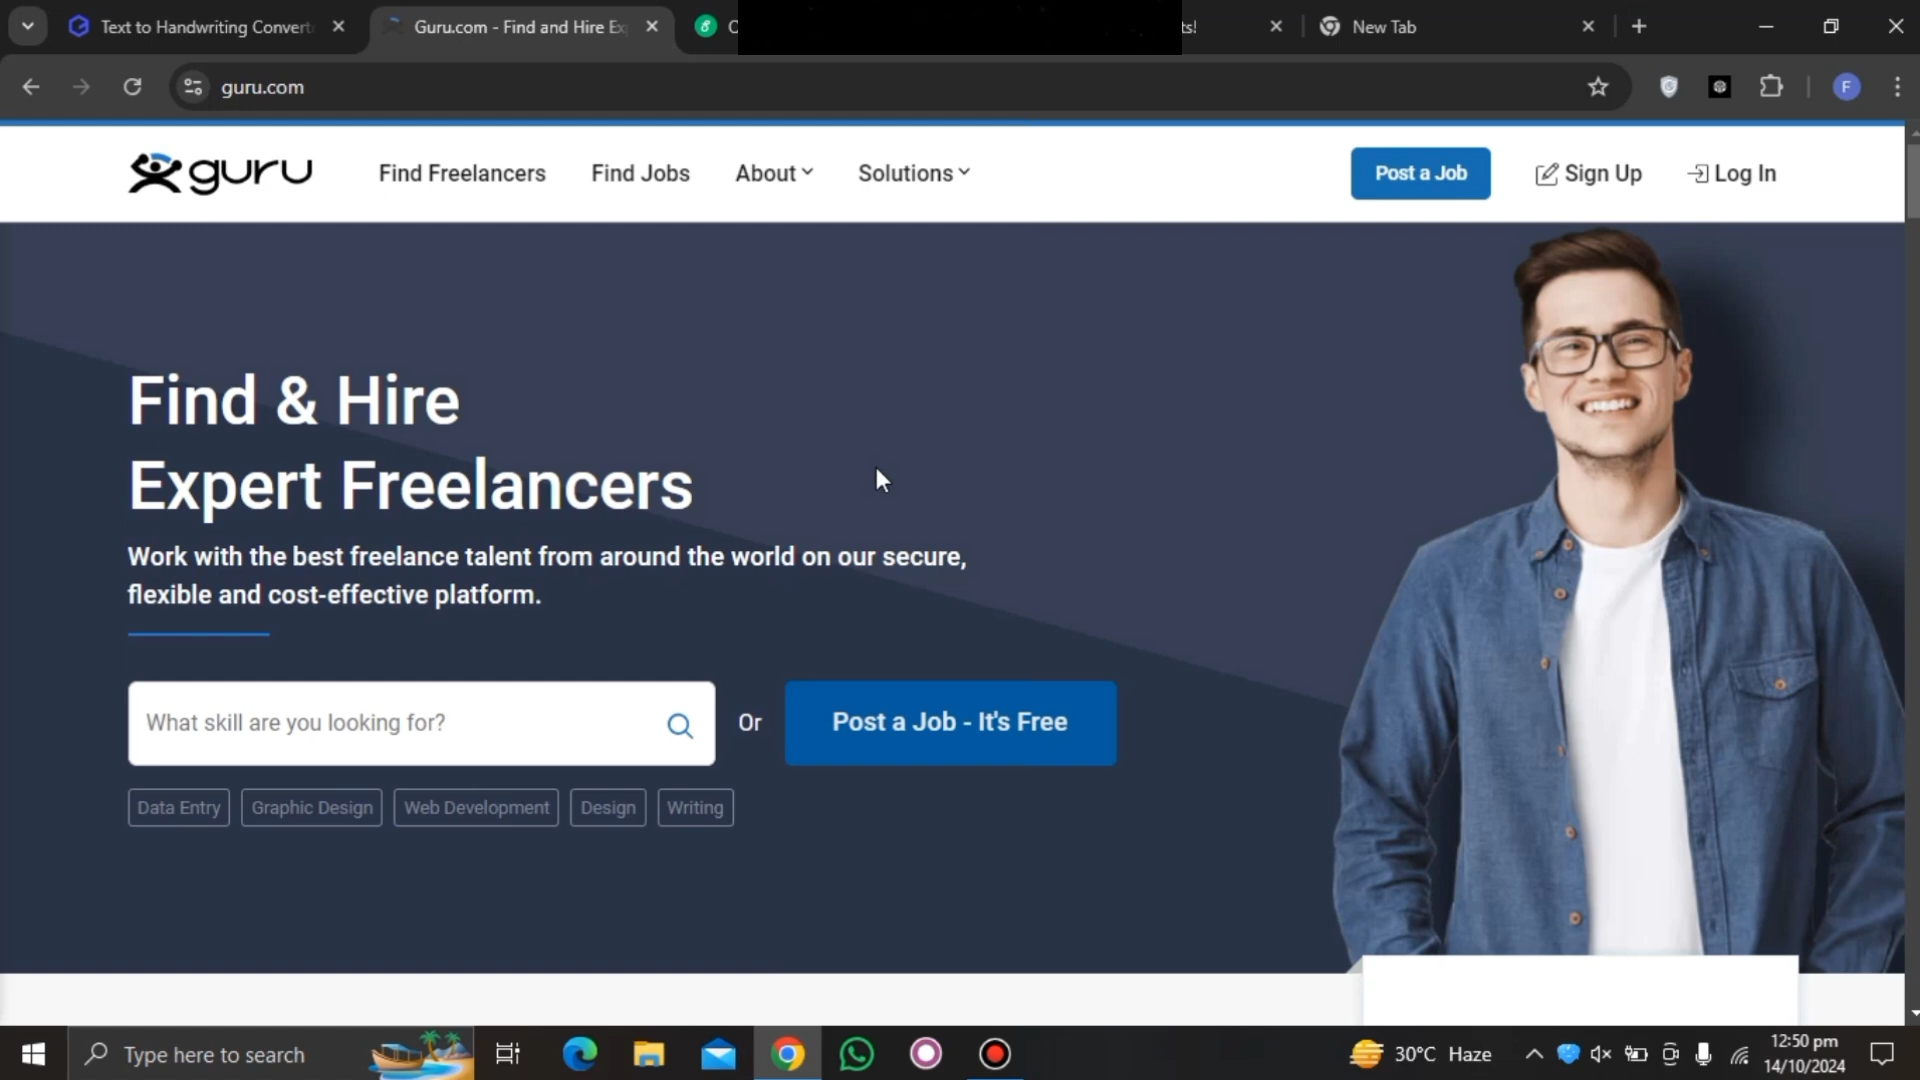 Text to Handwriting Convert
Guru.com - Find and Hire Ex
ts!
New Tab
guru.com
F
guru
Find Freelancers
Find Jobs
About
Solutions
Post a Job
Sign Up
Log In
Find & Hire
Expert Freelancers
Work with the best freelance talent from around the world on our secure,
flexible and cost-effective platform.
What skill are you looking for?
Or
Post a Job - It's Free
Data Entry
Graphic Design
Web Development
Design
Writing
Type here to search
30°C Haze
12:50 pm
14/10/2024